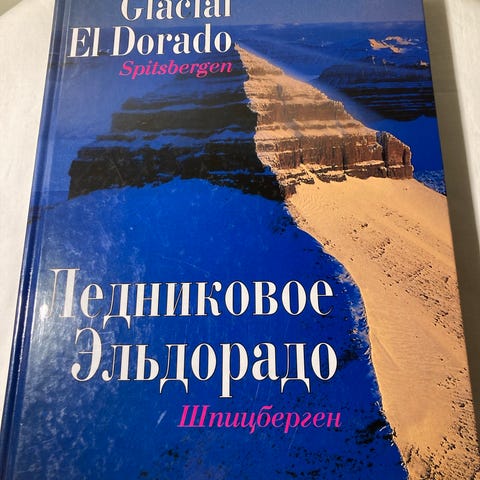 Glacial
El Dorado
Spitsbergen
Ледниковое
Эльдорадо
Шпицберген